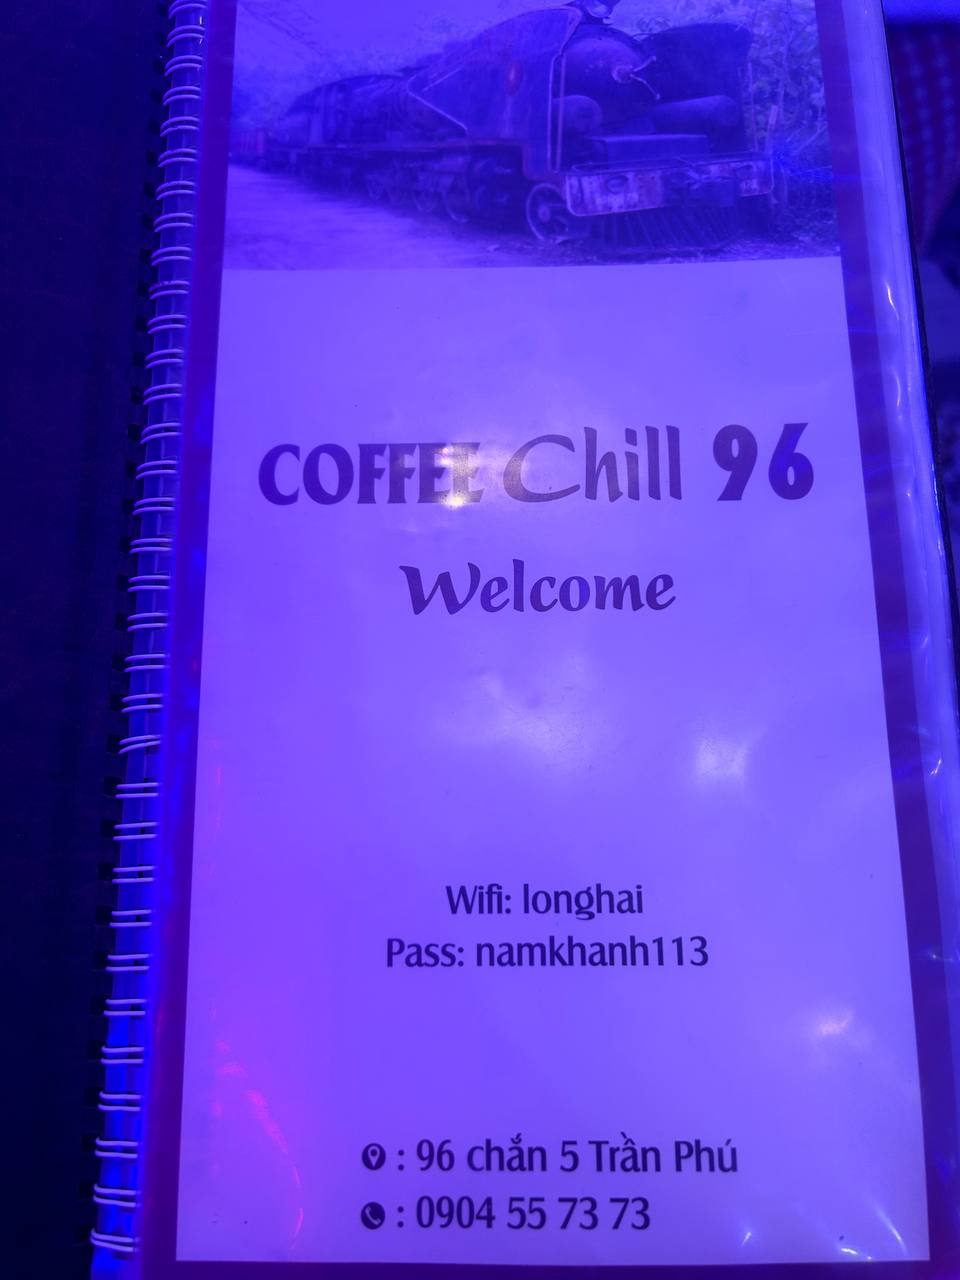 COFFEE Chill 96
Welcome
Wifi: longhai
Pass: namkhanh113
: 96 chắn 5 Trần Phú
: 0904 55 73 73